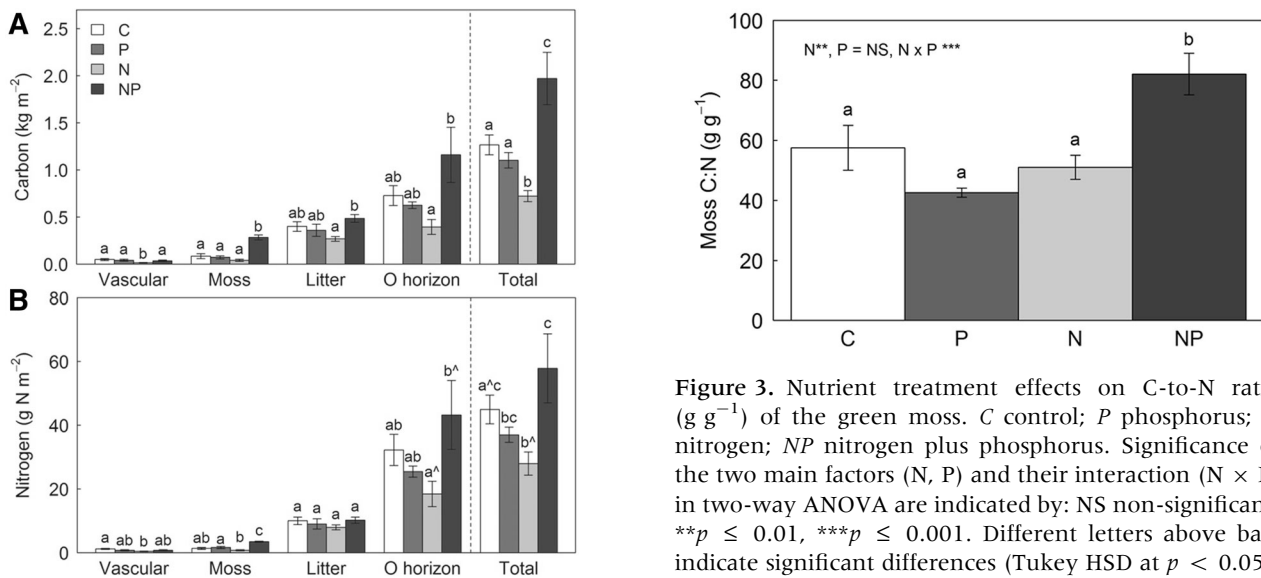 A
Carbon (kg m−2)
2.5
2.0
1.5
1.0
0.5
0.0
C
P
N
NP
a a b a
a a a b
ab ab a b
ab ab a b
a a b c
Vascular Moss Litter O horizon Total
B
Nitrogen (g N m−2)
80
60
40
20
0
a ab b ab
ab a b c
a a a a
ab ab a^ b^
a^c bc b^ c
Vascular Moss Litter O horizon Total
Moss C:N (g g−1)
100
80
60
40
20
0
N**, P = NS, N x P ***
a a a b
C P N NP
Figure 3. Nutrient treatment effects on C-to-N rat
(g g−1) of the green moss. C control; P phosphorus;
nitrogen; NP nitrogen plus phosphorus. Significance
the two main factors (N, P) and their interaction (N ×
in two-way ANOVA are indicated by: NS non-significan
**p ≤ 0.01, ***p ≤ 0.001. Different letters above ba
indicate significant differences (Tukey HSD at p < 0.05